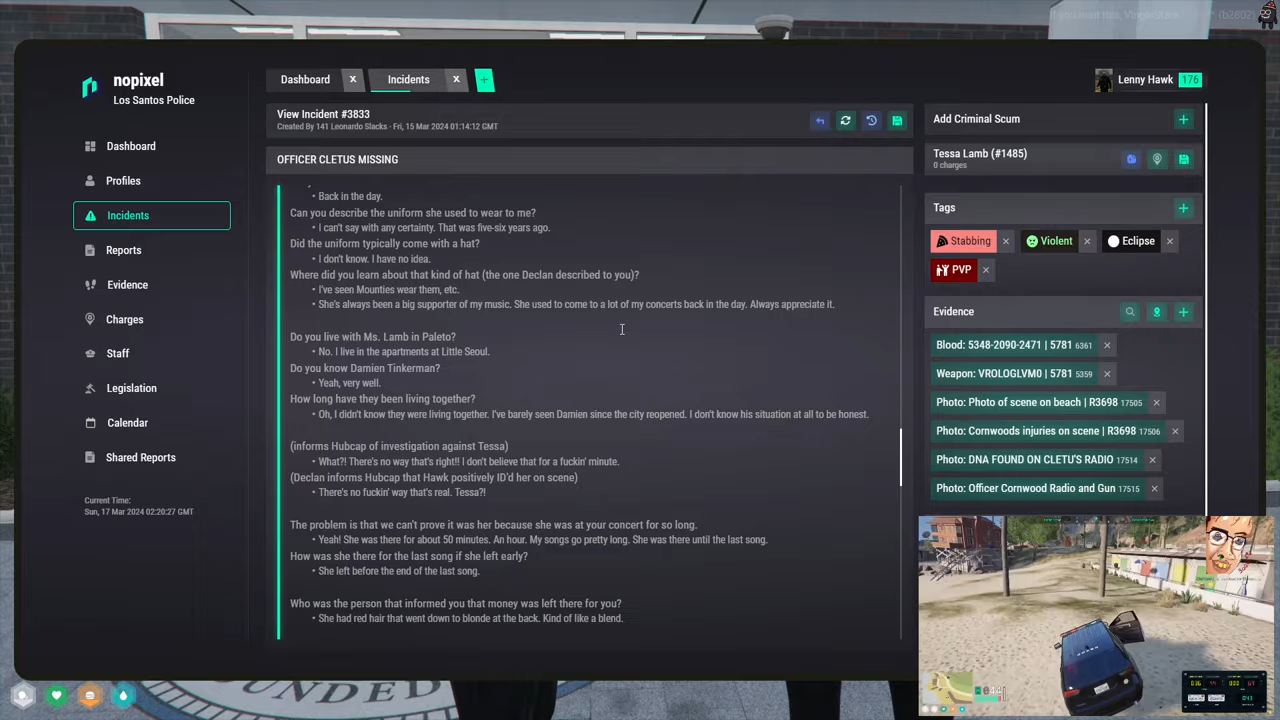 nopixel
Los Santos Police
Dashboard
Profiles
Incidents
Reports
Evidence
Charges
Staff
Legislation
Calendar
Shared Reports
Current Time:
Sun, 17 Mar 2024 02:20:27 GMT
Dashboard x Incidents x +
Lenny Hawk 176
View Incident #3833
Created By 141 Leonardo Slacks · Fri, 15 Mar 2024 01:14:12 GMT
OFFICER CLETUS MISSING
• Back in the day.
Can you describe the uniform she used to wear to me?
• I can't say with any certainty. That was five-six years ago.
Did the uniform typically come with a hat?
• I don't know. I have no idea.
Where did you learn about that kind of hat (the one Declan described to you)?
• I've seen Mounties wear them, etc.
• She's always been a big supporter of my music. She used to come to a lot of my concerts back in the day. Always appreciate it.
Do you live with Ms. Lamb in Paleto?
• No. I live in the apartments at Little Seoul.
Do you know Damien Tinkerman?
• Yeah, very well.
How long have they been living together?
• Oh, I didn't know they were living together. I've barely seen Damien since the city reopened. I don't know his situation at all to be honest.
(informs Hubcap of investigation against Tessa)
• What?! There's no way that's right!! I don't believe that for a fuckin' minute.
(Declan informs Hubcap that Hawk positively ID'd her on scene)
• There's no fuckin' way that's real. Tessa?!
The problem is that we can't prove it was her because she was at your concert for so long.
• Yeah! She was there for about 50 minutes. An hour. My songs go pretty long. She was there until the last song.
How was she there for the last song if she left early?
• She left before the end of the last song.
Who was the person that informed you that money was left there for you?
• She had red hair that went down to blonde at the back. Kind of like a blend.
Add Criminal Scum
Tessa Lamb (#1485)
0 charges
Tags
Stabbing x Violent x Eclipse x
PVP x
Evidence
Blood: 5348-2090-2471 | 5781 6361 x
Weapon: VROLOGLVM0 | 5781 5359 x
Photo: Photo of scene on beach | R3698 17505 x
Photo: Cornwoods injuries on scene | R3698 17506 x
Photo: DNA FOUND ON CLETU'S RADIO 17514 x
Photo: Officer Cornwood Radio and Gun 17515 x